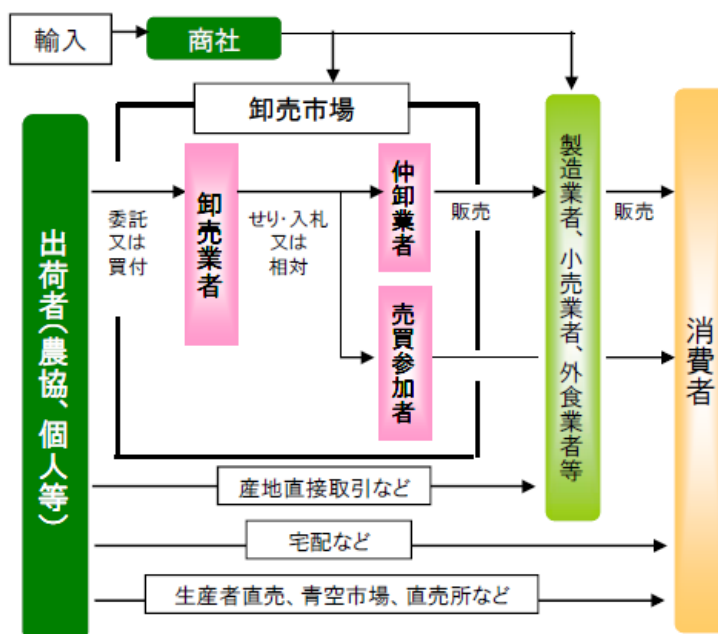 輸入
商社
卸売市場
出荷者(農協、個人等)
委託
又は
買付
卸売業者
せり・入札
又は
相対
仲卸業者
売買参加者
販売
製造業者、小売業者、外食業者等
販売
消費者
産地直接取引など
宅配など
生産者直売、青空市場、直売所など